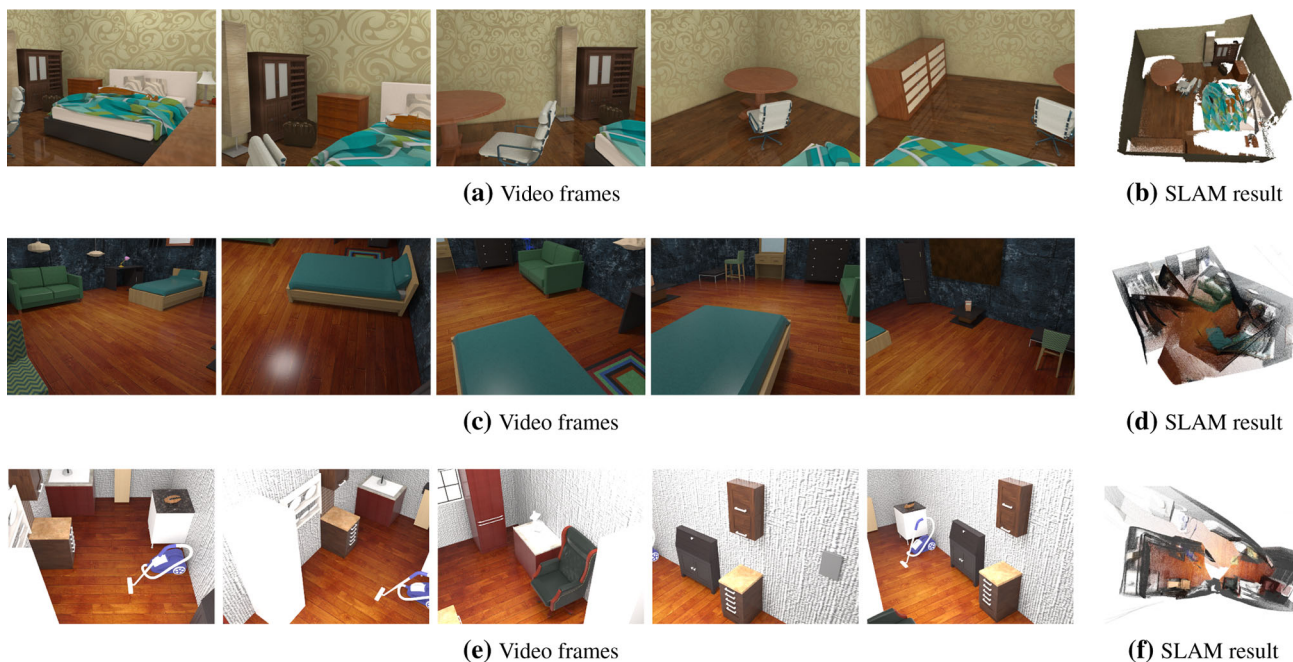 (a) Video frames
(b) SLAM result
(c) Video frames
(d) SLAM result
(e) Video frames
(f) SLAM result